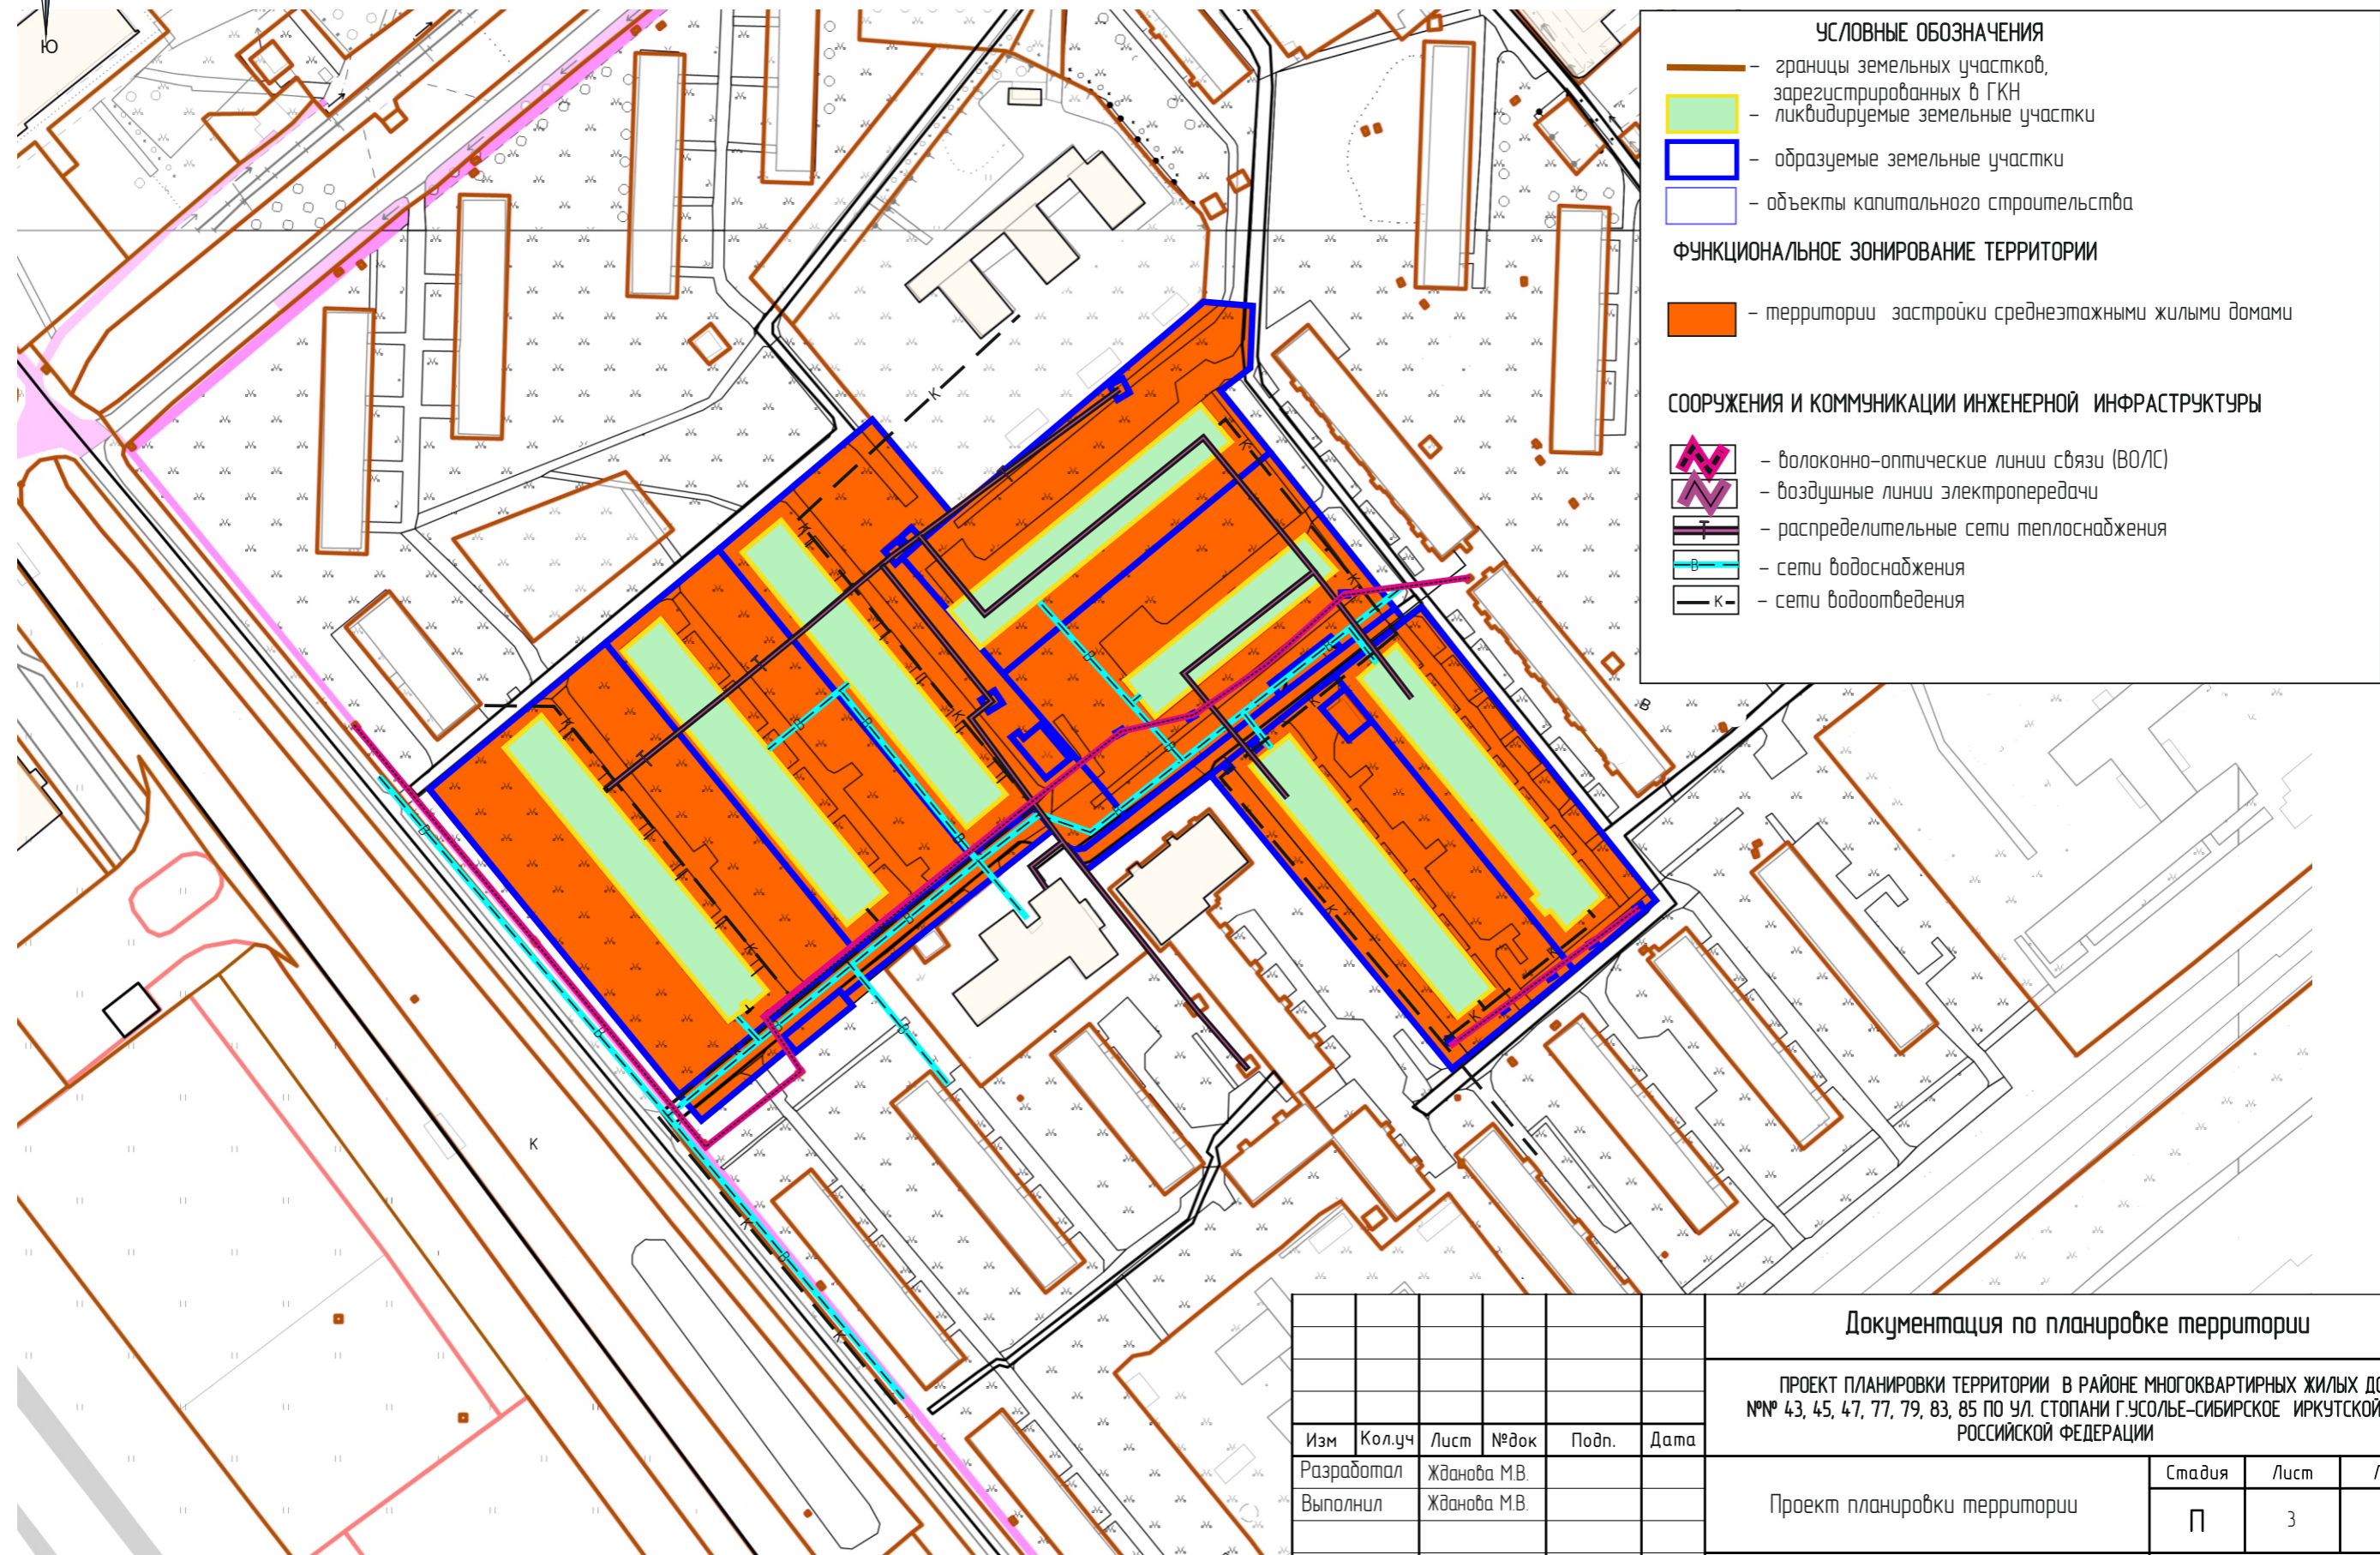 Ю
УСЛОВНЫЕ ОБОЗНАЧЕНИЯ
- границы земельных участков,
зарегистрированных в ГКН
- ликвидируемые земельные участки
- образуемые земельные участки
- объекты капитального строительства
ФУНКЦИОНАЛЬНОЕ ЗОНИРОВАНИЕ ТЕРРИТОРИИ
- территории застройки среднеэтажными жилыми домами
СООРУЖЕНИЯ И КОММУНИКАЦИИ ИНЖЕНЕРНОЙ ИНФРАСТРУКТУРЫ
- волоконно-оптические линии связи (ВОЛС)
- воздушные линии электропередачи
Т - распределительные сети теплоснабжения
В - сети водоснабжения
К - сети водоотведения
Документация по планировке территории
ПРОЕКТ ПЛАНИРОВКИ ТЕРРИТОРИИ В РАЙОНЕ МНОГОКВАРТИРНЫХ ЖИЛЫХ
№№ 43, 45, 47, 77, 79, 83, 85 ПО УЛ. СТОПАНИ Г.УСОЛЬЕ-СИБИРСКОЕ ИРКУТСКОЙ
РОССИЙСКОЙ ФЕДЕРАЦИИ
Изм Кол.уч Лист №док Подп. Дата
Разработал Жданова М.В.
Выполнил Жданова М.В.
Проект планировки территории
Стадия Лист
П 3